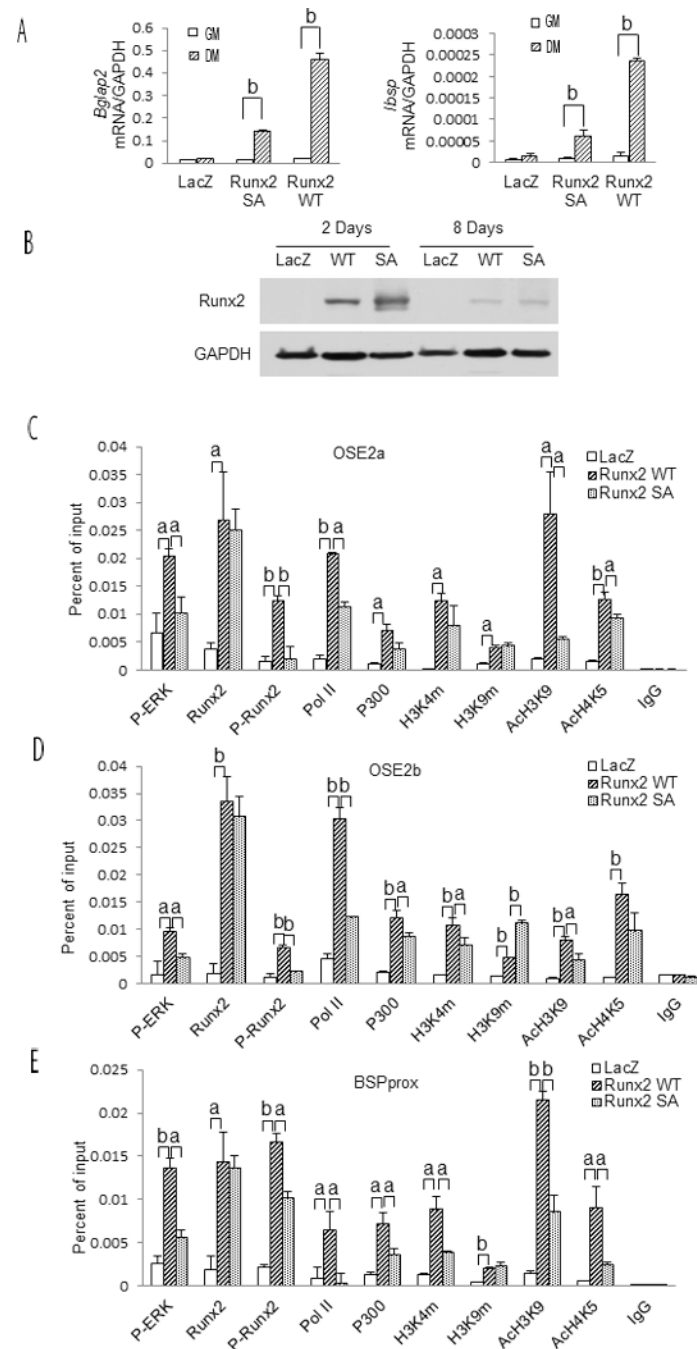 A
Bglap2
mRNA/GAPDH
0.6
0.5
0.4
0.3
0.2
0.1
0
GM
DM
b
b
LacZ
Runx2
SA
Runx2
WT
Ibsp
mRNA/GAPDH
0.0003
0.00025
0.0002
0.00015
0.0001
0.00005
0
GM
DM
b
b
LacZ
Runx2
SA
Runx2
WT
B
2 Days
8 Days
LacZ
WT
SA
LacZ
WT
SA
Runx2
GAPDH
C
OSE2a
Percent of input
0.04
0.035
0.03
0.025
0.02
0.015
0.01
0.005
0
LacZ
Runx2 WT
Runx2 SA
a a
a
b b
b a
a
a
a
a a
b a
P-ERK
Runx2
P-Runx2
Pol II
P300
H3K4m
H3K9m
AcH3K9
AcH4K5
IgG
D
OSE2b
Percent of input
0.04
0.035
0.03
0.025
0.02
0.015
0.01
0.005
0
LacZ
Runx2 WT
Runx2 SA
a a
b
b b
b b
b a
b a
b b
b a
b
P-ERK
Runx2
P-Runx2
Pol II
P300
H3K4m
H3K9m
AcH3K9
AcH4K5
IgG
E
BSPprox
Percent of input
0.025
0.02
0.015
0.01
0.005
0
LacZ
Runx2 WT
Runx2 SA
b a
a
b a
a a
a a
a a
b
b b
a a
P-ERK
Runx2
P-Runx2
Pol II
P300
H3K4m
H3K9m
AcH3K9
AcH4K5
IgG